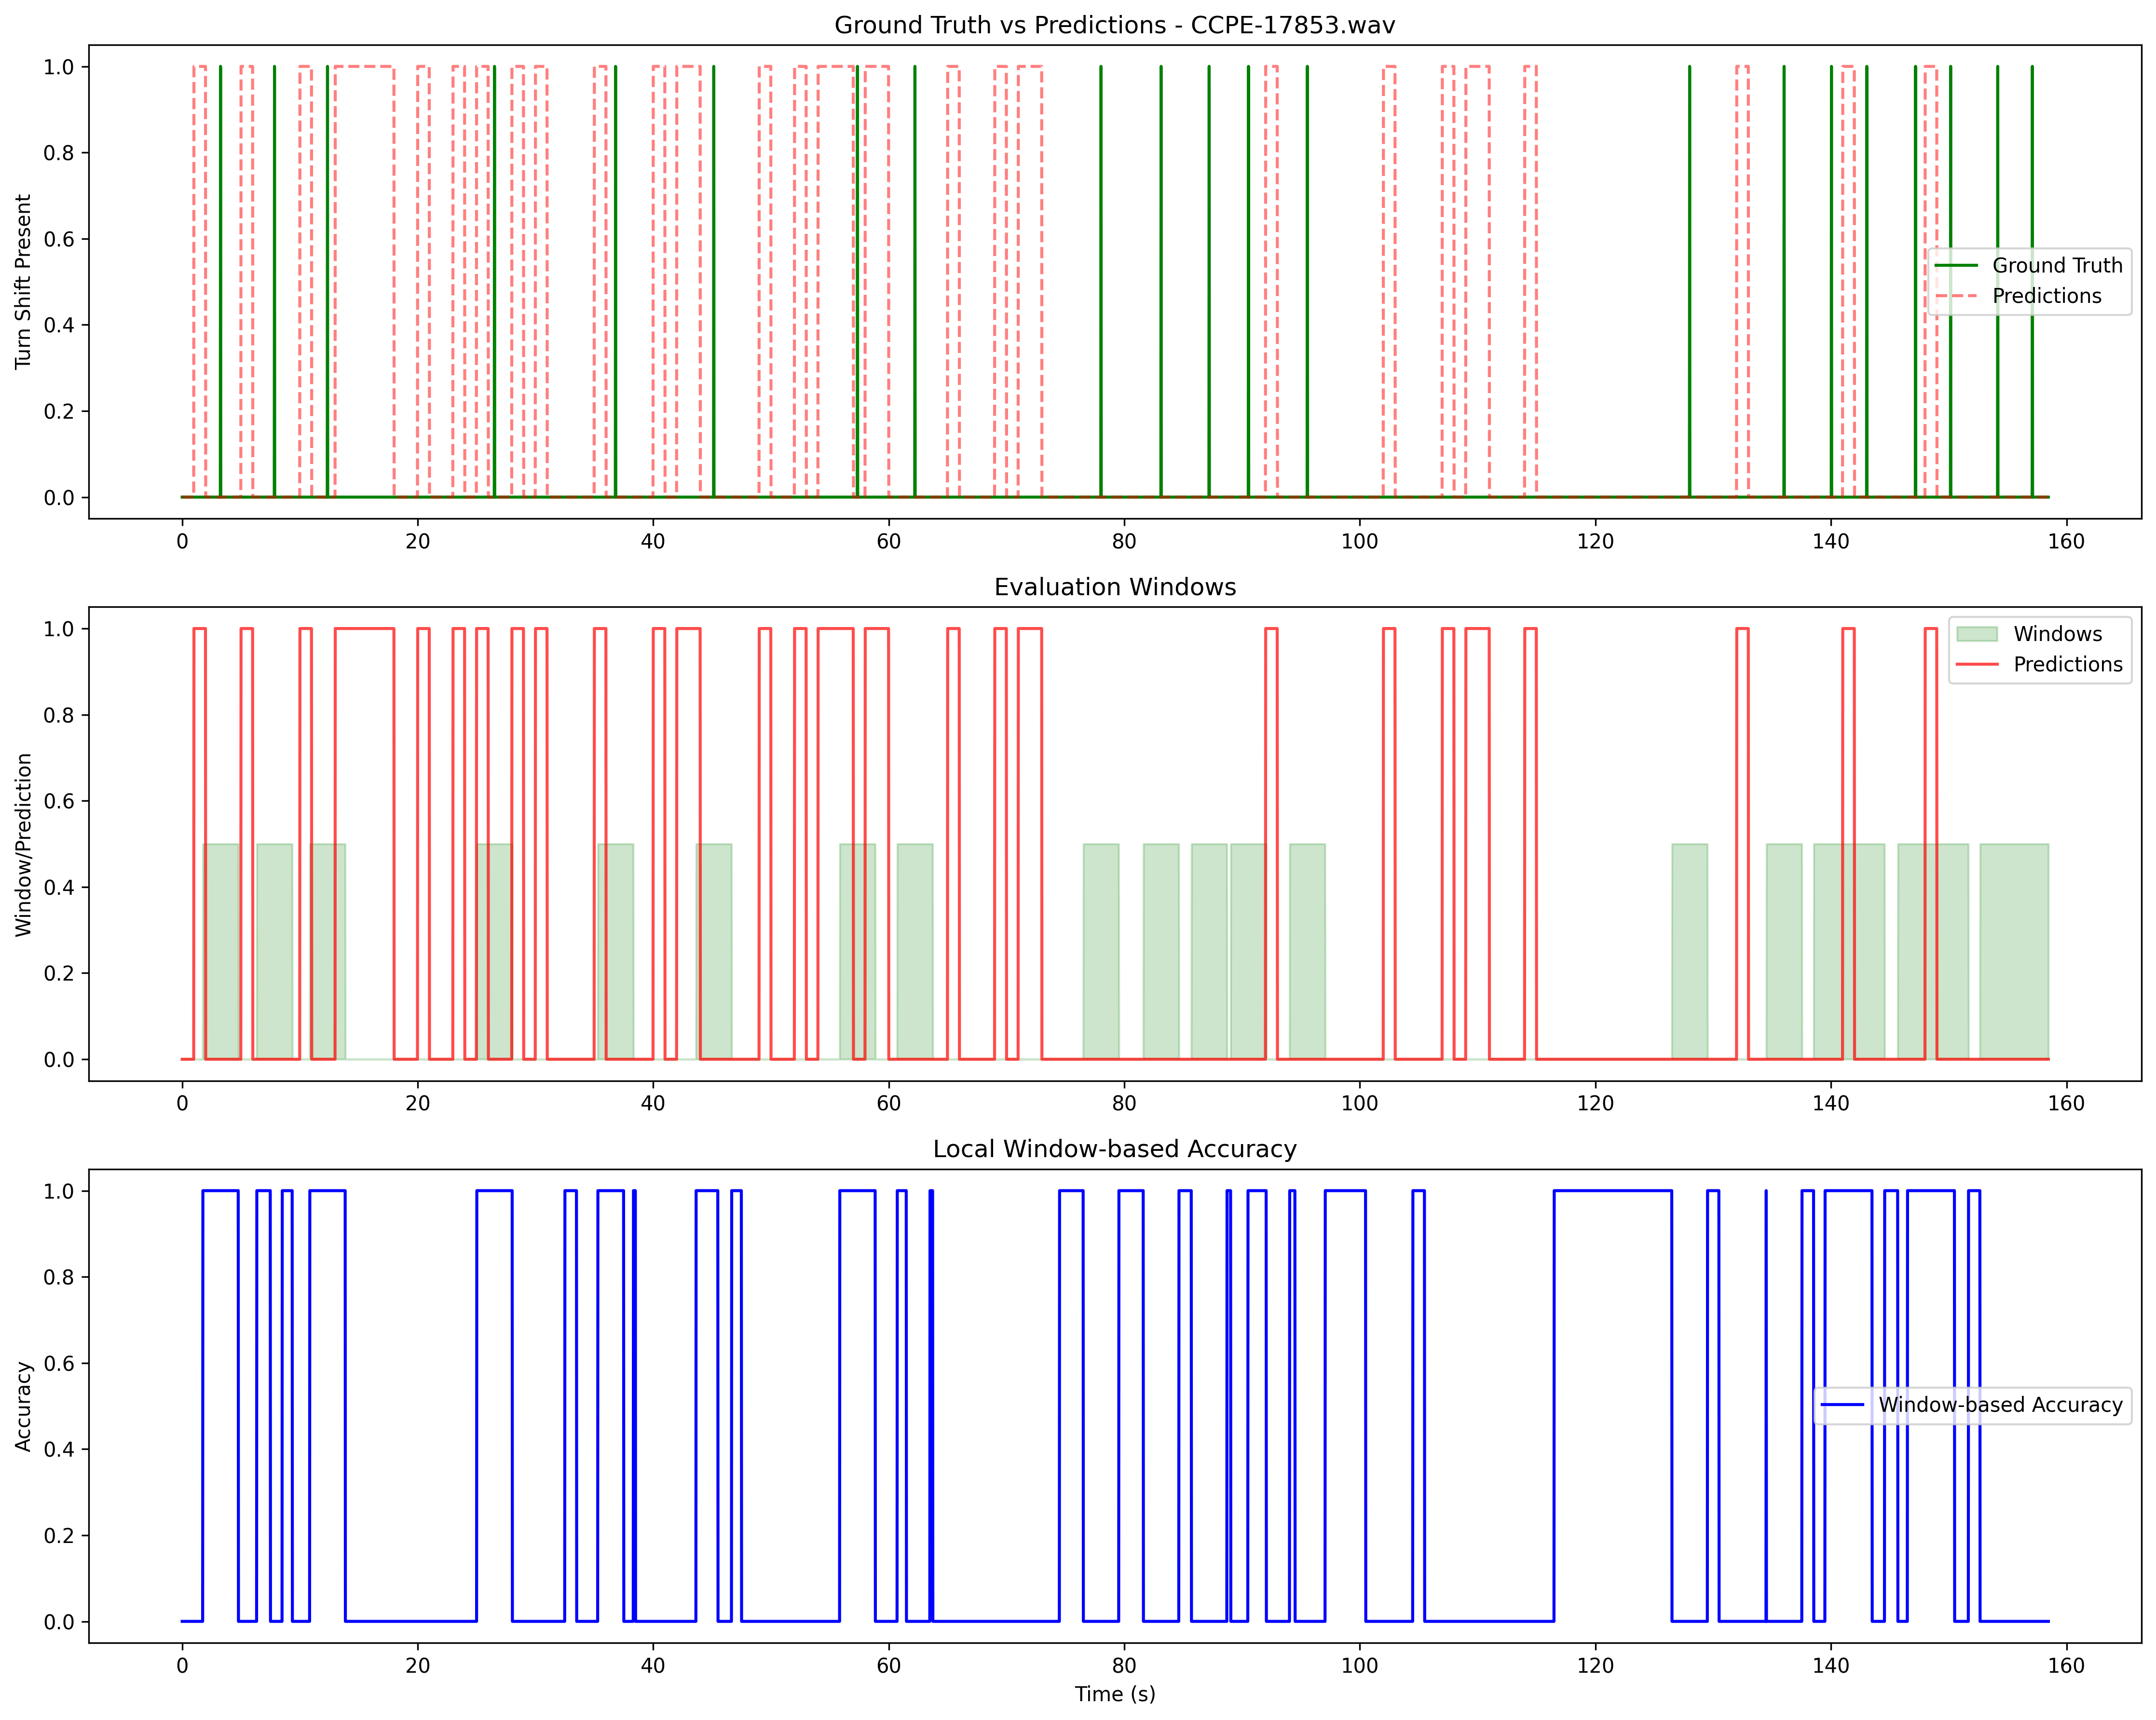 Ground Truth vs Predictions - CCPE-17853.wav
1.0
0.8
0.6
0.4
0.2
0.0
Turn Shift Present
Ground Truth
Predictions
0 20 40 60 80 100 120 140 160
Evaluation Windows
1.0
0.8
0.6
0.4
0.2
0.0
Window/Prediction
Windows
Predictions
0 20 40 60 80 100 120 140 160
Local Window-based Accuracy
1.0
0.8
0.6
0.4
0.2
0.0
Accuracy
Window-based Accuracy
0 20 40 60 80 100 120 140 160
Time (s)